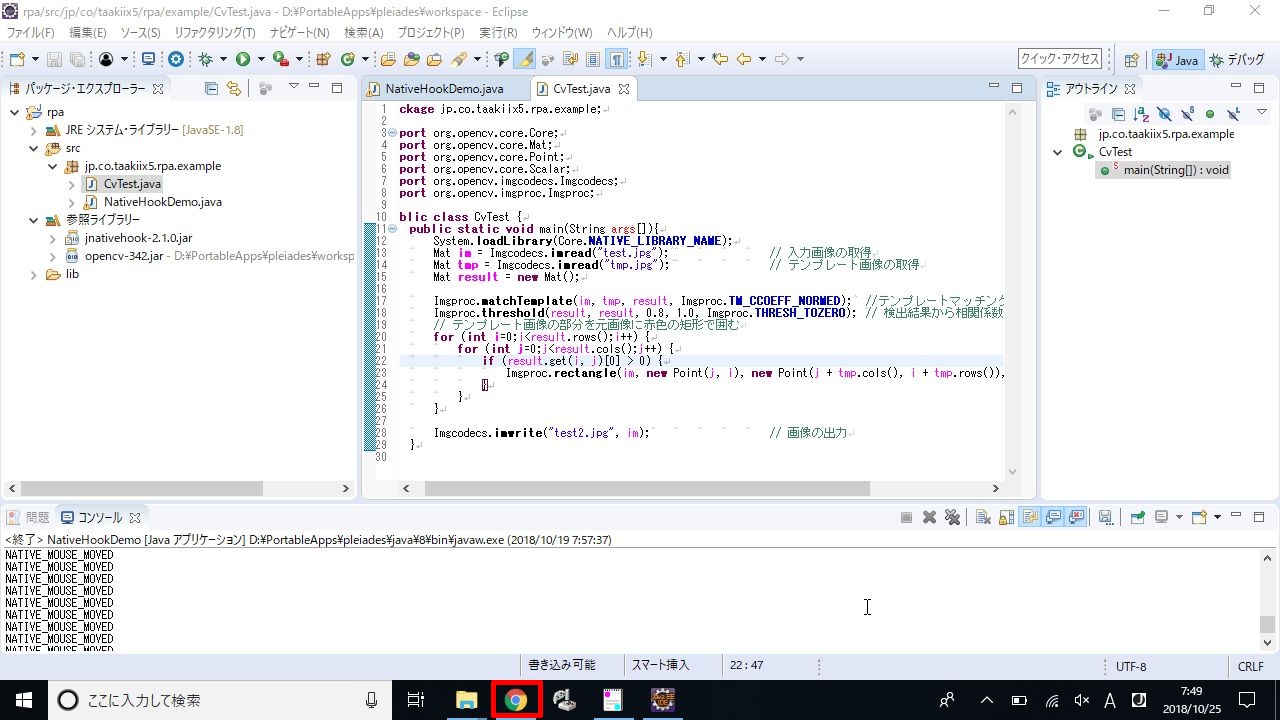 rpa/src/jp/co/taakiix5/rpa/example/CvTest.java - D:¥PortableApps¥pleiades¥workspace - Eclipse
ファイル(F) 編集(E) ソース(S) リファクタリング(T) ナビゲート(N) 検索(A) プロジェクト(P) 実行(R) ウィンドウ(W) ヘルプ(H)
クイック・アクセス Java デバッグ
パッケージ・エクスプローラー
rpa
JRE システム・ライブラリー [JavaSE-1.8]
src
jp.co.taakiix5.rpa.example
CvTest.java
NativeHookDemo.java
参照ライブラリー
jnativehook-2.1.0.jar
opencv-342.jar - D:¥PortableApps¥pleiades¥worksp
lib
NativeHookDemo.java CvTest.java
1 ckage jp.co.taakiix5.rpa.example;
2
3 port org.opencv.core.Core;
4 port org.opencv.core.Mat;
5 port org.opencv.core.Point;
6 port org.opencv.core.Scalar;
7 port org.opencv.imgcodecs.Imgcodecs;
8 port org.opencv.imgproc.Imgproc;
9
10 blic class CvTest {
11 public static void main(String args[]){
12 System.loadLibrary(Core.NATIVE_LIBRARY_NAME);
13 Mat im = Imgcodecs.imread("test.jpg"); // 入力画像の取得
14 Mat tmp = Imgcodecs.imread("tmp.jpg"); // テンプレート画像の取得
15 Mat result = new Mat();
16
17 Imgproc.matchTemplate(im, tmp, result, Imgproc.TM_CCOEFF_NORMED); //テンプレートマッチング
18 Imgproc.threshold(result, result, 0.8, 1.0, Imgproc.THRESH_TOZERO); // 検出結果から相関係数
19 // テンプレート画像の部分を元画像に赤色の矩形で囲む
20 for (int i=0;i<result.rows();i++) {
21 for (int j=0;j<result.cols();j++) {
22 if (result.get(i, j)[0] > 0) {
23 Imgproc.rectangle(im, new Point(j, i), new Point(j + tmp.cols(), i + tmp.rows()),
24 }
25 }
26 }
27
28 Imgcodecs.imwrite("test2.jpg", im); // 画像の出力
29 }
30
アウトライン
jp.co.taakiix5.rpa.example
CvTest
main(String[]) : void
問題 コンソール
<終了> NativeHookDemo [Java アプリケーション] D:¥PortableApps¥pleiades¥java¥8¥bin¥javaw.exe (2018/10/19 7:57:37)
NATIVE_MOUSE_MOVED
NATIVE_MOUSE_MOVED
NATIVE_MOUSE_MOVED
NATIVE_MOUSE_MOVED
NATIVE_MOUSE_MOVED
NATIVE_MOUSE_MOVED
NATIVE_MOUSE_MOVED
NATIVE_MOUSE_MOVED
NATIVE_MOUSE_MOVED
書き込み可能 スマート挿入 22 : 47 UTF-8 CRLF
ここに入力して検索
A J
7:49
2018/10/25